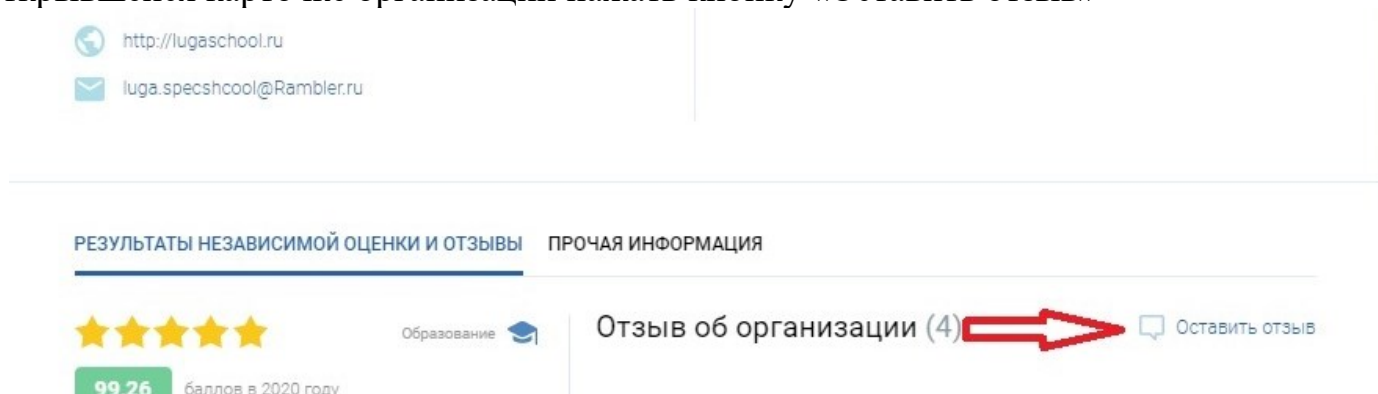 http://lugaschool.ru
luga.specshcool@Rambler.ru
РЕЗУЛЬТАТЫ НЕЗАВИСИМОЙ ОЦЕНКИ И ОТЗЫВЫ ПРОЧАЯ ИНФОРМАЦИЯ
Образование Отзыв об организации (4) Оставить отзыв
99.26 баллов в 2020 году